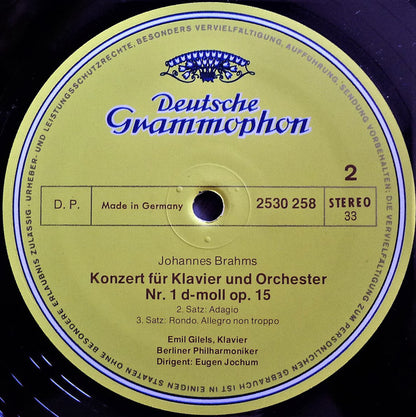 Deutsche
Grammophon
2
D. P.
Made in Germany
2530 258
STEREO
33
Johannes Brahms
Konzert für Klavier und Orchester
Nr. 1 d-moll op. 15
2. Satz: Adagio
3. Satz: Rondo. Allegro non troppo
Emil Gilels, Klavier
Berliner Philharmoniker
Dirigent: Eugen Jochum
URHEBER- UND LEISTUNGSSCHUTZRECHTE, BESONDERS VERVIELFÄLTIGUNG, AUFFÜHRUNG, SENDUNG VORBEHALTEN: DIE VERVIELFÄLTIGUNG ZUM PERSÖNLICHEN GEBRAUCH IST IN EINIGEN STAATEN OHNE BESONDERE ERLAUBNIS ZULÄSSIG ·